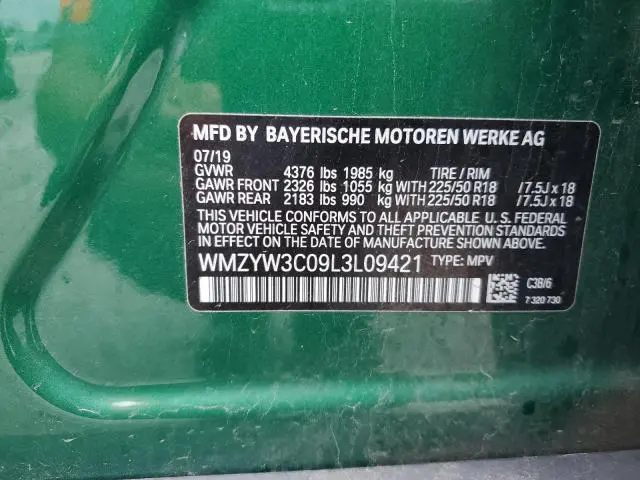 MFD BY BAYERISCHE MOTOREN WERKE AG
07/19
GVWR 4376 lbs 1985 kg TIRE / RIM
GAWR FRONT 2326 lbs 1055 kg WITH 225/50 R18 /7.5J x 18
GAWR REAR 2183 lbs 990 kg WITH 225/50 R18 /7.5J x 18
THIS VEHICLE CONFORMS TO ALL APPLICABLE U. S. FEDERAL
MOTOR VEHICLE SAFETY AND THEFT PREVENTION STANDARDS
IN EFFECT ON THE DATE OF MANUFACTURE SHOWN ABOVE.
WMZYW3C09L3L09421 TYPE: MPV
C38/6
7 320 730